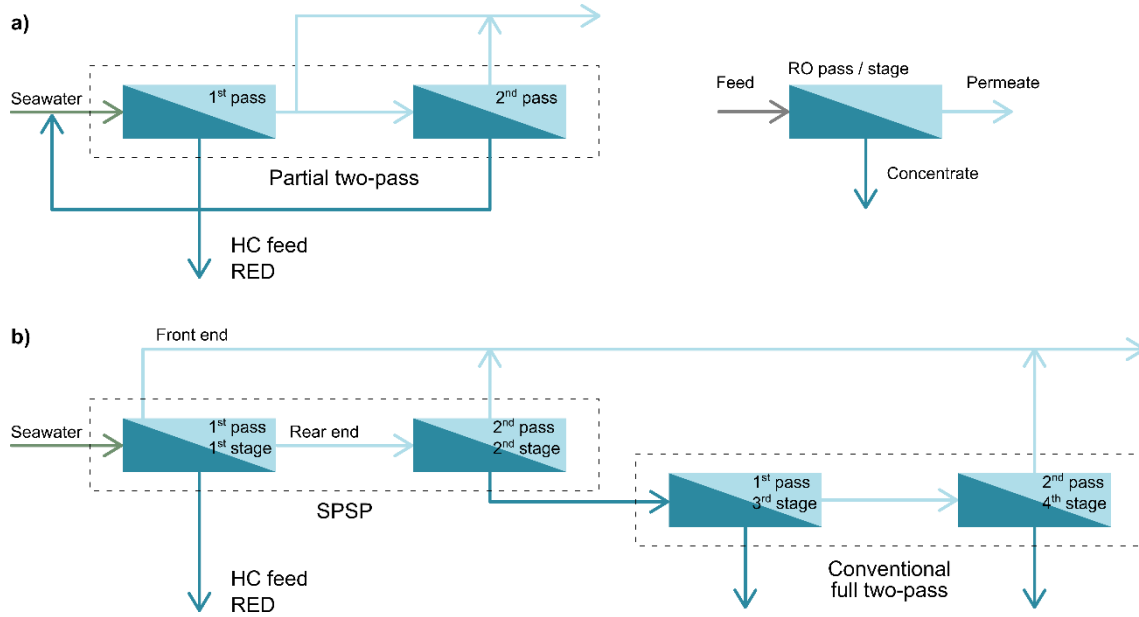 a)
Seawater
1st pass
2nd pass
Partial two-pass
HC feed
RED
RO pass / stage
Feed
Permeate
Concentrate
b)
Front end
Seawater
1st pass
1st stage
Rear end
2nd pass
2nd stage
SPSP
HC feed
RED
1st pass
3rd stage
2nd pass
4th stage
Conventional
full two-pass